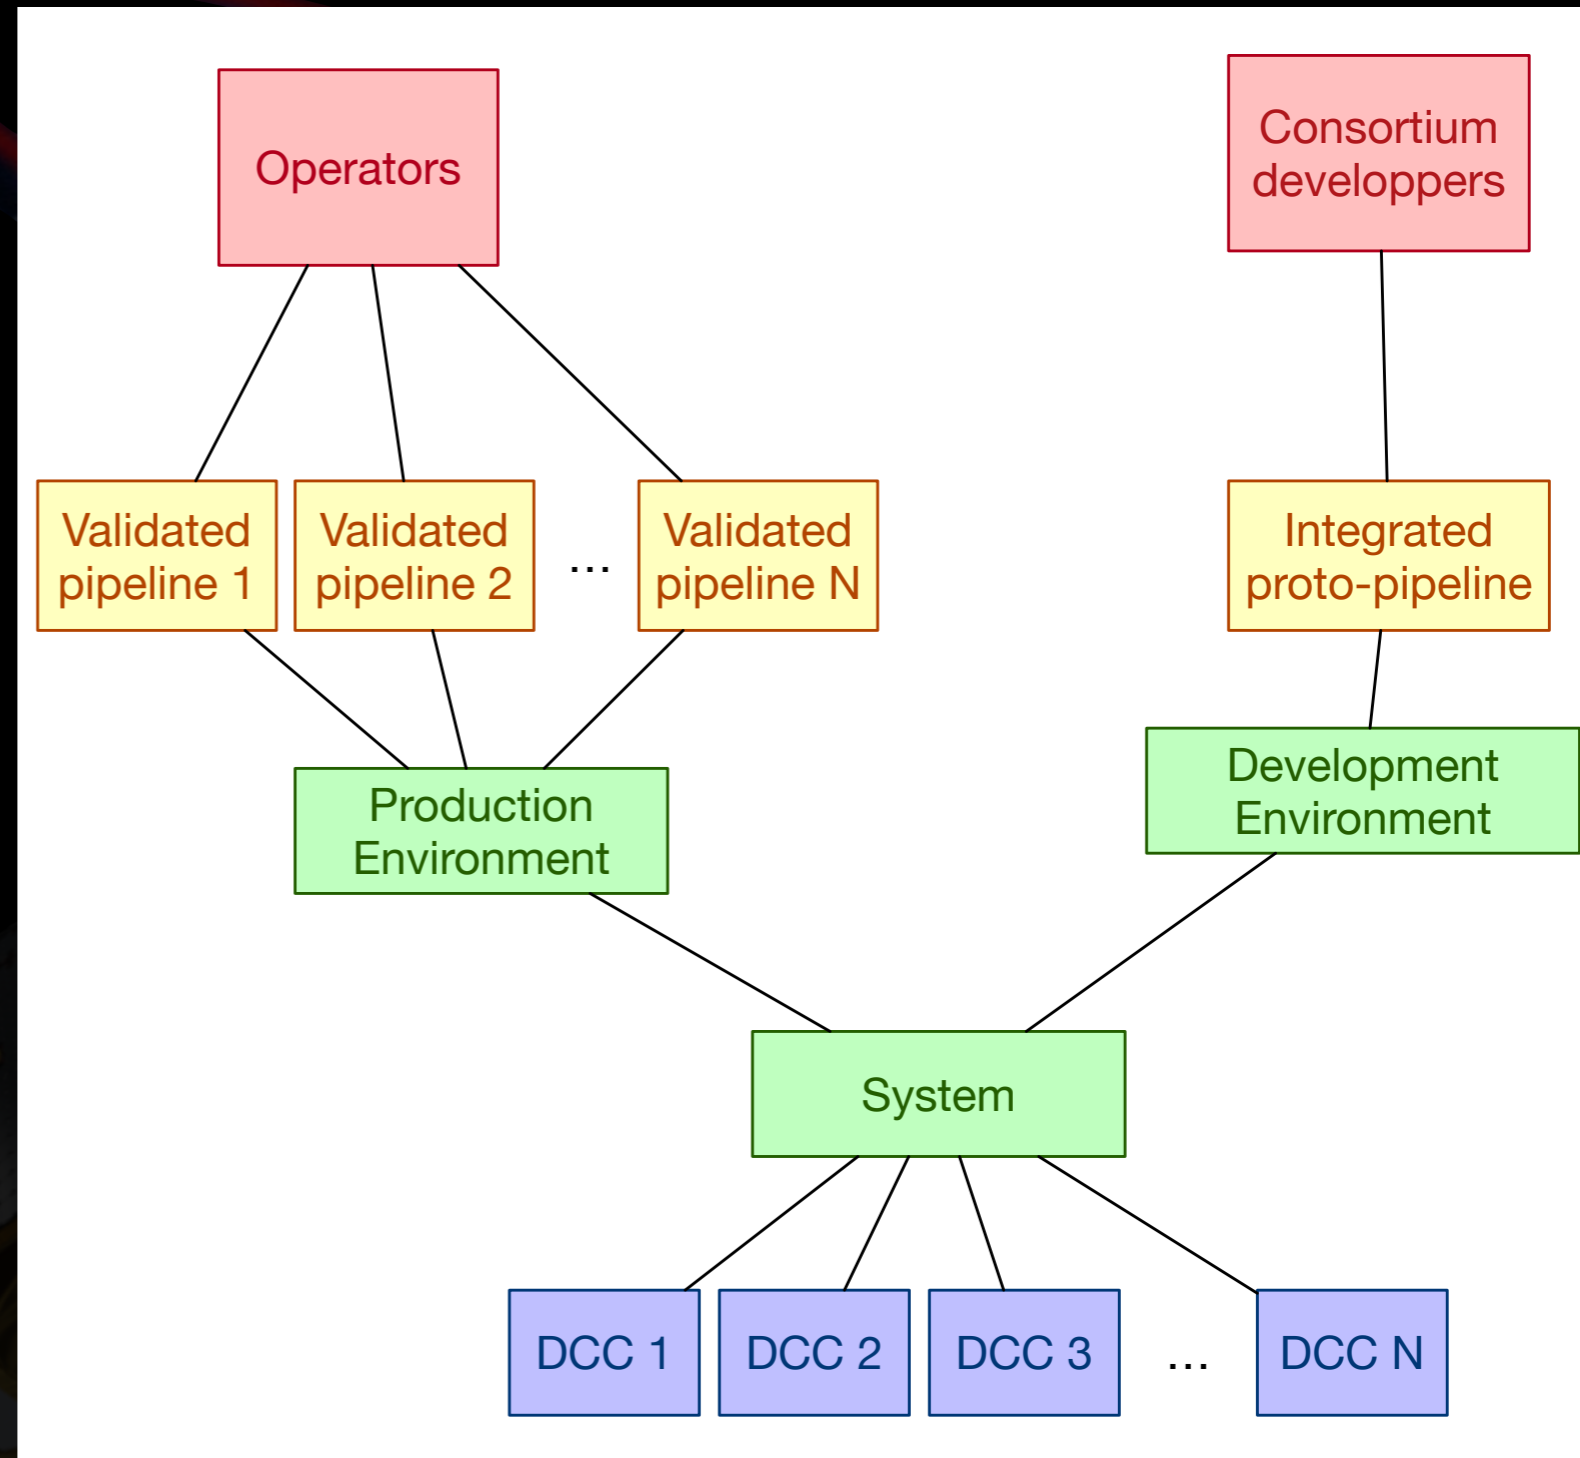 Operators
Consortium
developpers
Validated
pipeline 1
Validated
pipeline 2
...
Validated
pipeline N
Integrated
proto-pipeline
Production
Environment
Development
Environment
System
DCC 1
DCC 2
DCC 3
...
DCC N